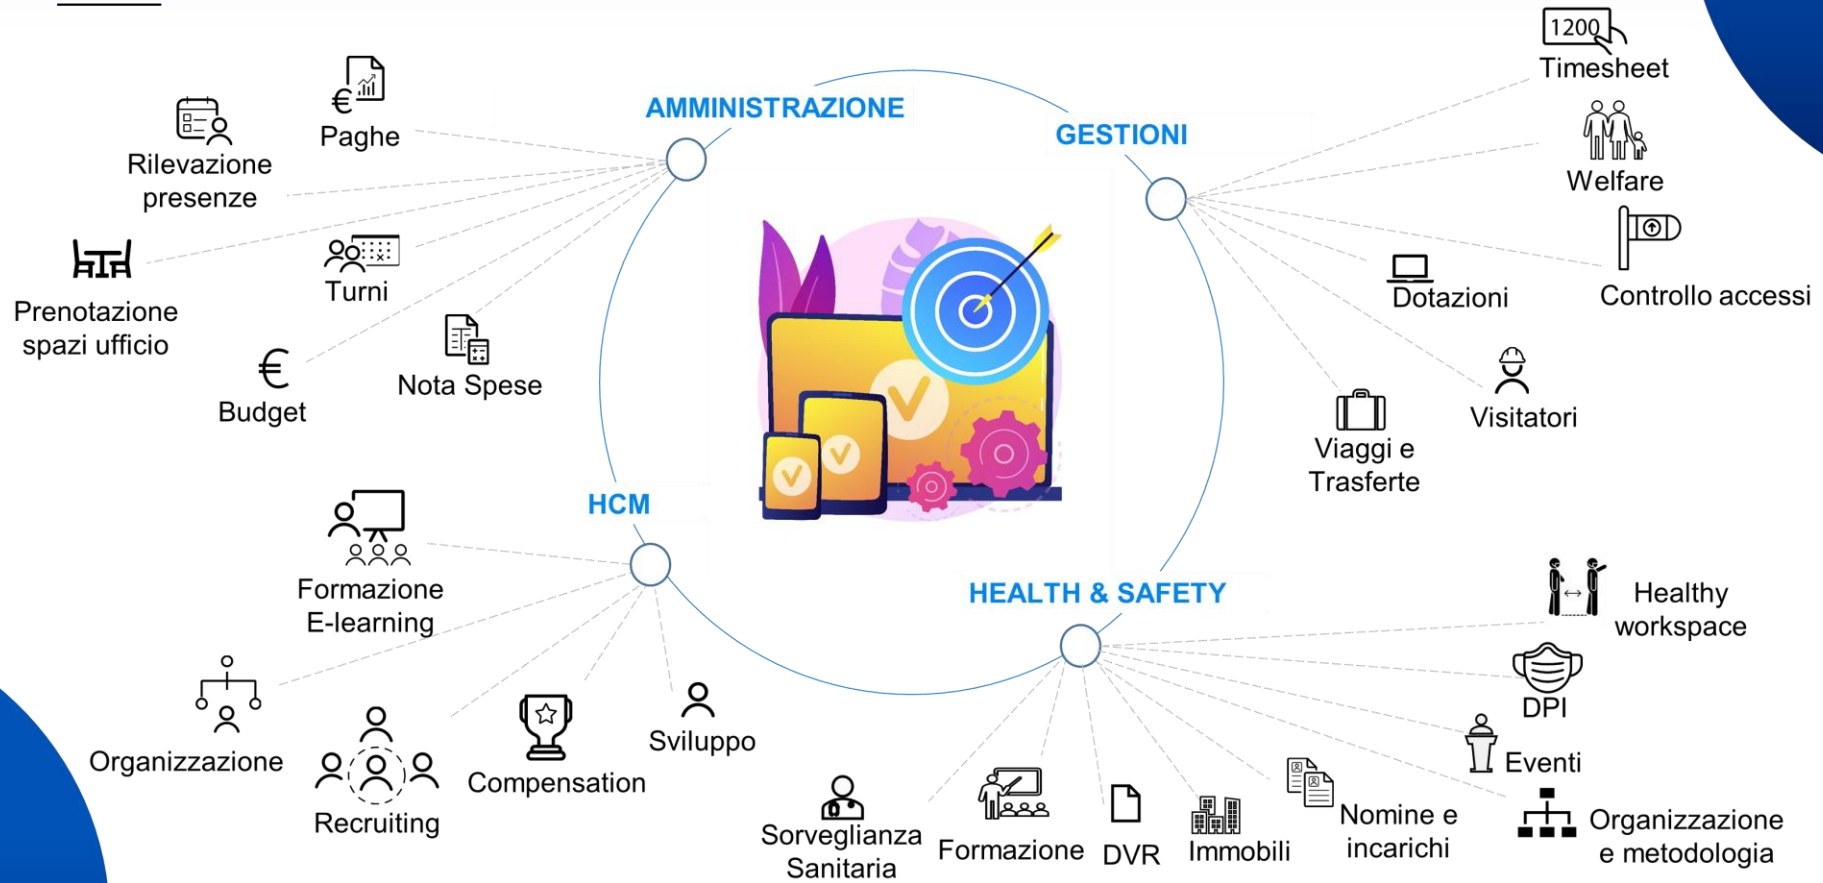 AMMINISTRAZIONE
Paghe
Rilevazione
presenze
Prenotazione
spazi ufficio
Turni
Budget
Nota Spese
GESTIONI
1200
Timesheet
Welfare
Controllo accessi
Dotazioni
Visitatori
Viaggi e
Trasferte
HCM
Formazione
E-learning
Organizzazione
Recruiting
Compensation
Sviluppo
HEALTH & SAFETY
Healthy
workspace
DPI
Eventi
Organizzazione
e metodologia
Nomine e
incarichi
Immobili
DVR
Formazione
Sorveglianza
Sanitaria